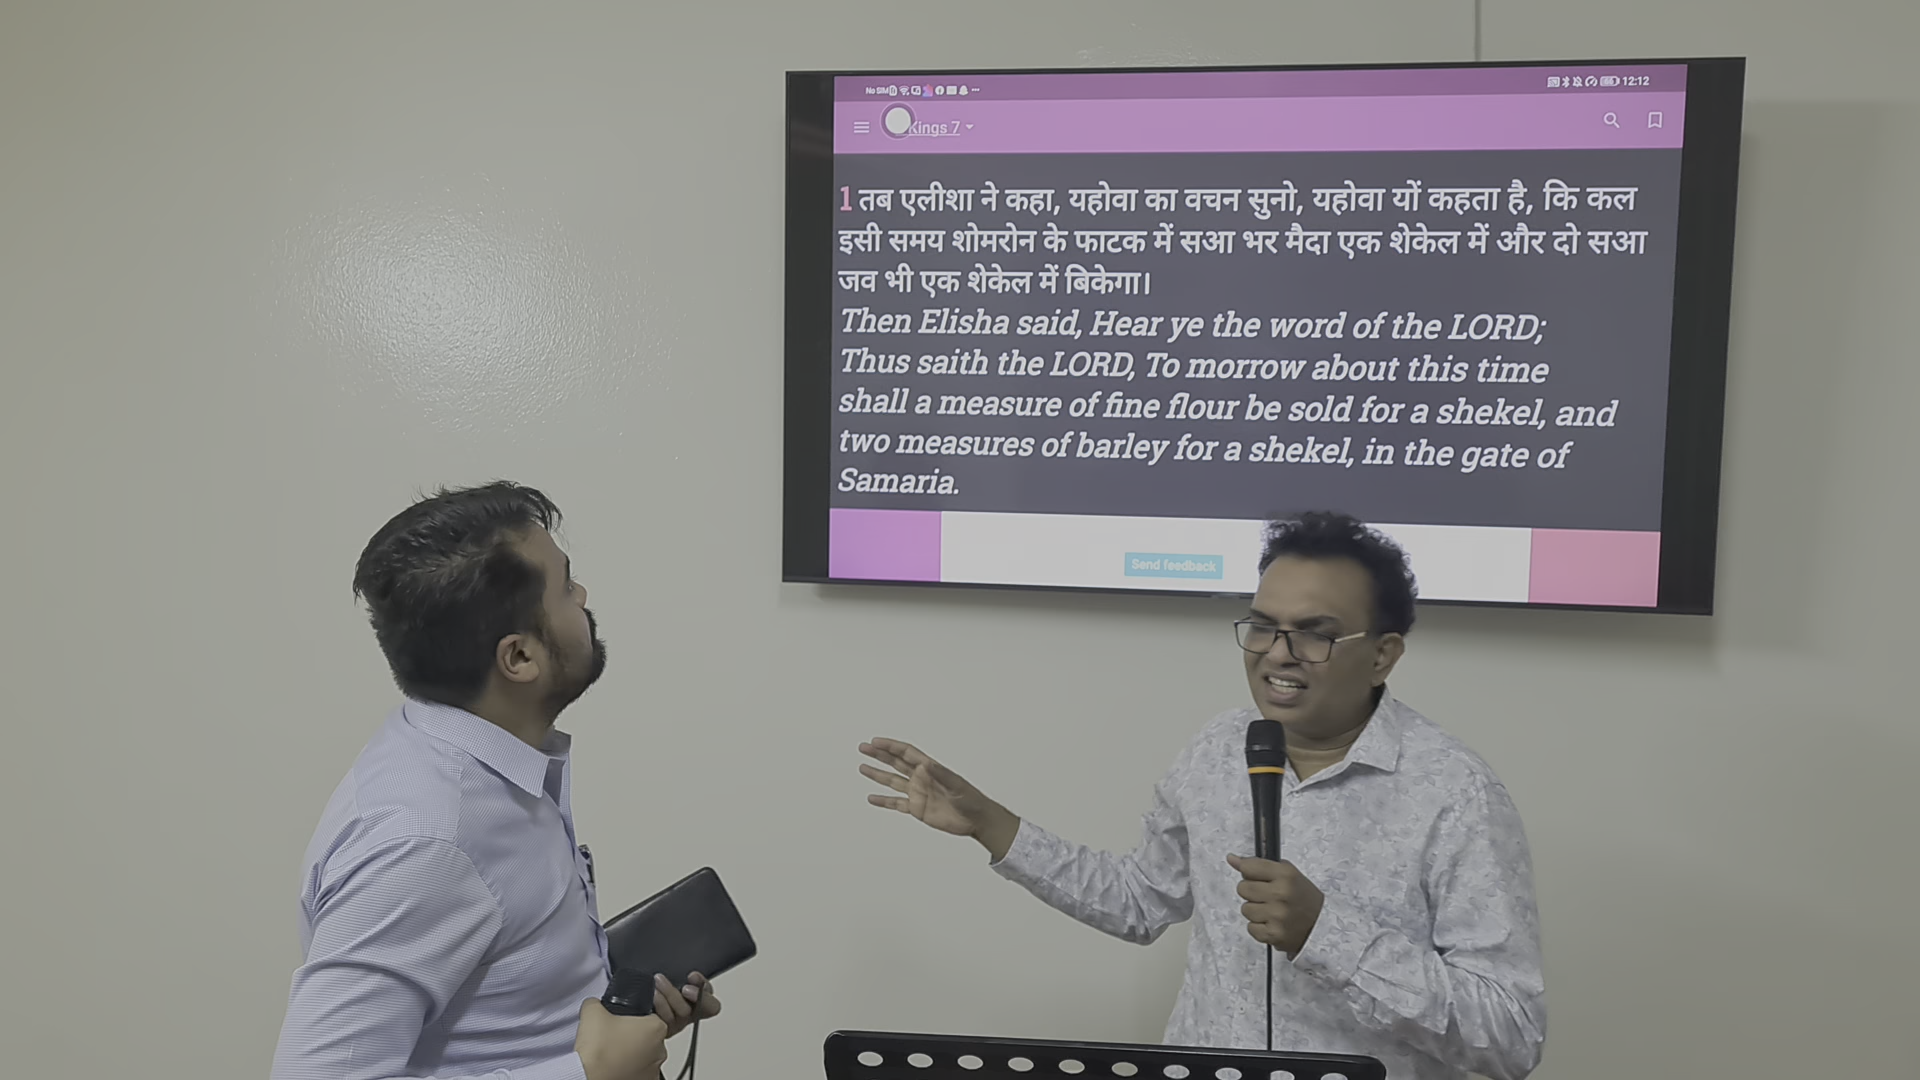 No SIM 12:12
Kings 7
1 तब एलीशा ने कहा, यहोवा का वचन सुनो, यहोवा यों कहता है, कि कल
इसी समय शोमरोन के फाटक में सआ भर मैदा एक शेकेल में और दो सआ
जव भी एक शेकेल में बिकेगा।
Then Elisha said, Hear ye the word of the LORD;
Thus saith the LORD, To morrow about this time
shall a measure of fine flour be sold for a shekel, and
two measures of barley for a shekel, in the gate of
Samaria.
Send feedback